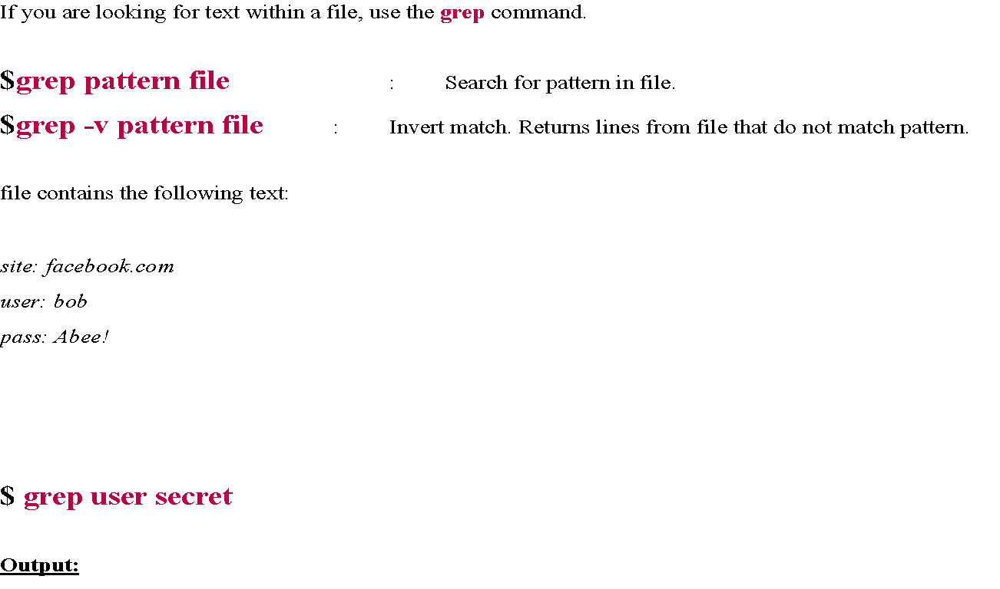 If you are looking for text within a file, use the grep command.
$grep pattern file : Search for pattern in file.
$grep -v pattern file : Invert match. Returns lines from file that do not match pattern.
file contains the following text:
site: facebook.com
user: bob
pass: Abee!
$ grep user secret
Output: